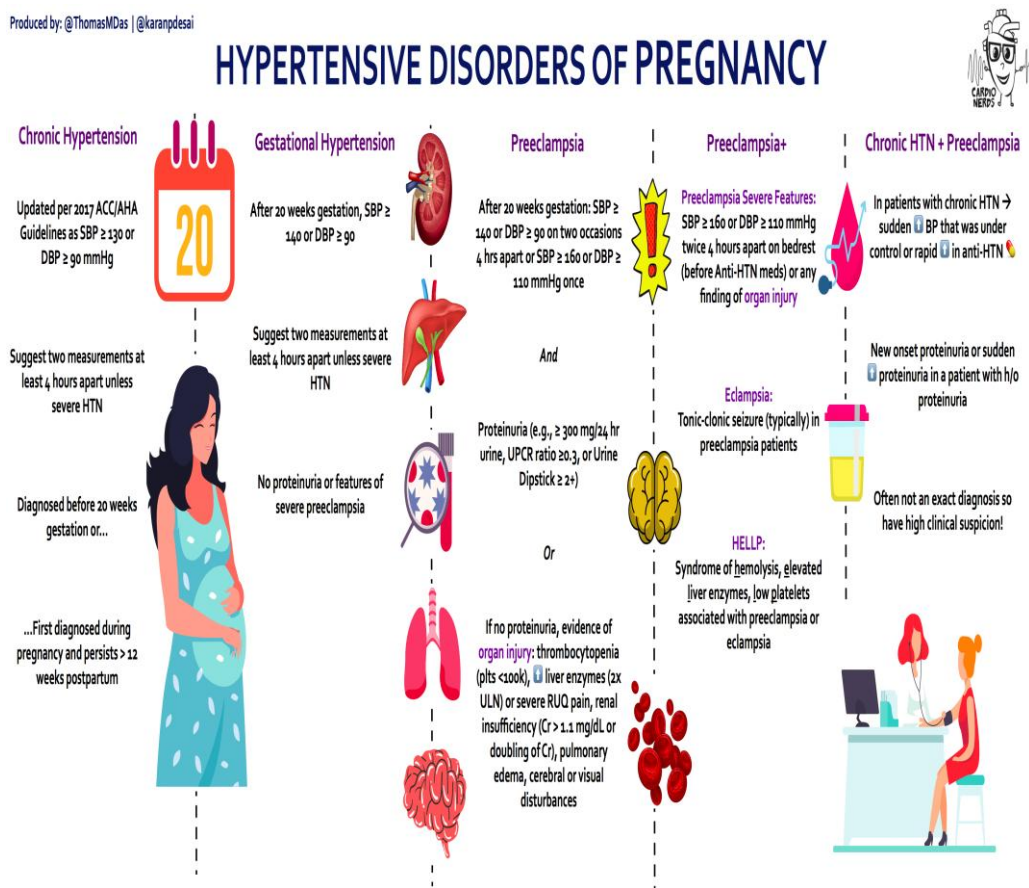 Produced by: @ThomasMDas | @karanpdesai
HYPERTENSIVE DISORDERS OF PREGNANCY
CARDIO
NERDS
Chronic Hypertension
Updated per 2017 ACC/AHA
Guidelines as SBP ≥ 130 or
DBP ≥ 90 mmHg
Suggest two measurements at
least 4 hours apart unless
severe HTN
Diagnosed before 20 weeks
gestation or...
...First diagnosed during
pregnancy and persists > 12
weeks postpartum
20
Gestational Hypertension
After 20 weeks gestation, SBP ≥
140 or DBP ≥ 90
Suggest two measurements at
least 4 hours apart unless severe
HTN
No proteinuria or features of
severe preeclampsia
Preeclampsia
After 20 weeks gestation: SBP ≥
140 or DBP ≥ 90 on two occasions
4 hrs apart or SBP ≥ 160 or DBP ≥
110 mmHg once
And
Proteinuria (e.g., ≥ 300 mg/24 hr
urine, UPCR ratio ≥0.3, or Urine
Dipstick ≥ 2+)
Or
If no proteinuria, evidence of
organ injury: thrombocytopenia
(plts <100k), ⬆ liver enzymes (2x
ULN) or severe RUQ pain, renal
insufficiency (Cr > 1.1 mg/dL or
doubling of Cr), pulmonary
edema, cerebral or visual
disturbances
Preeclampsia+
Preeclampsia Severe Features:
SBP ≥ 160 or DBP ≥ 110 mmHg
twice 4 hours apart on bedrest
(before Anti-HTN meds) or any
finding of organ injury
Eclampsia:
Tonic-clonic seizure (typically) in
preeclampsia patients
HELLP:
Syndrome of hemolysis, elevated
liver enzymes, low platelets
associated with preeclampsia or
eclampsia
Chronic HTN + Preeclampsia
In patients with chronic HTN →
sudden ⬆ BP that was under
control or rapid ⬆ in anti-HTN 💊
New onset proteinuria or sudden
⬆ proteinuria in a patient with h/o
proteinuria
Often not an exact diagnosis so
have high clinical suspicion!